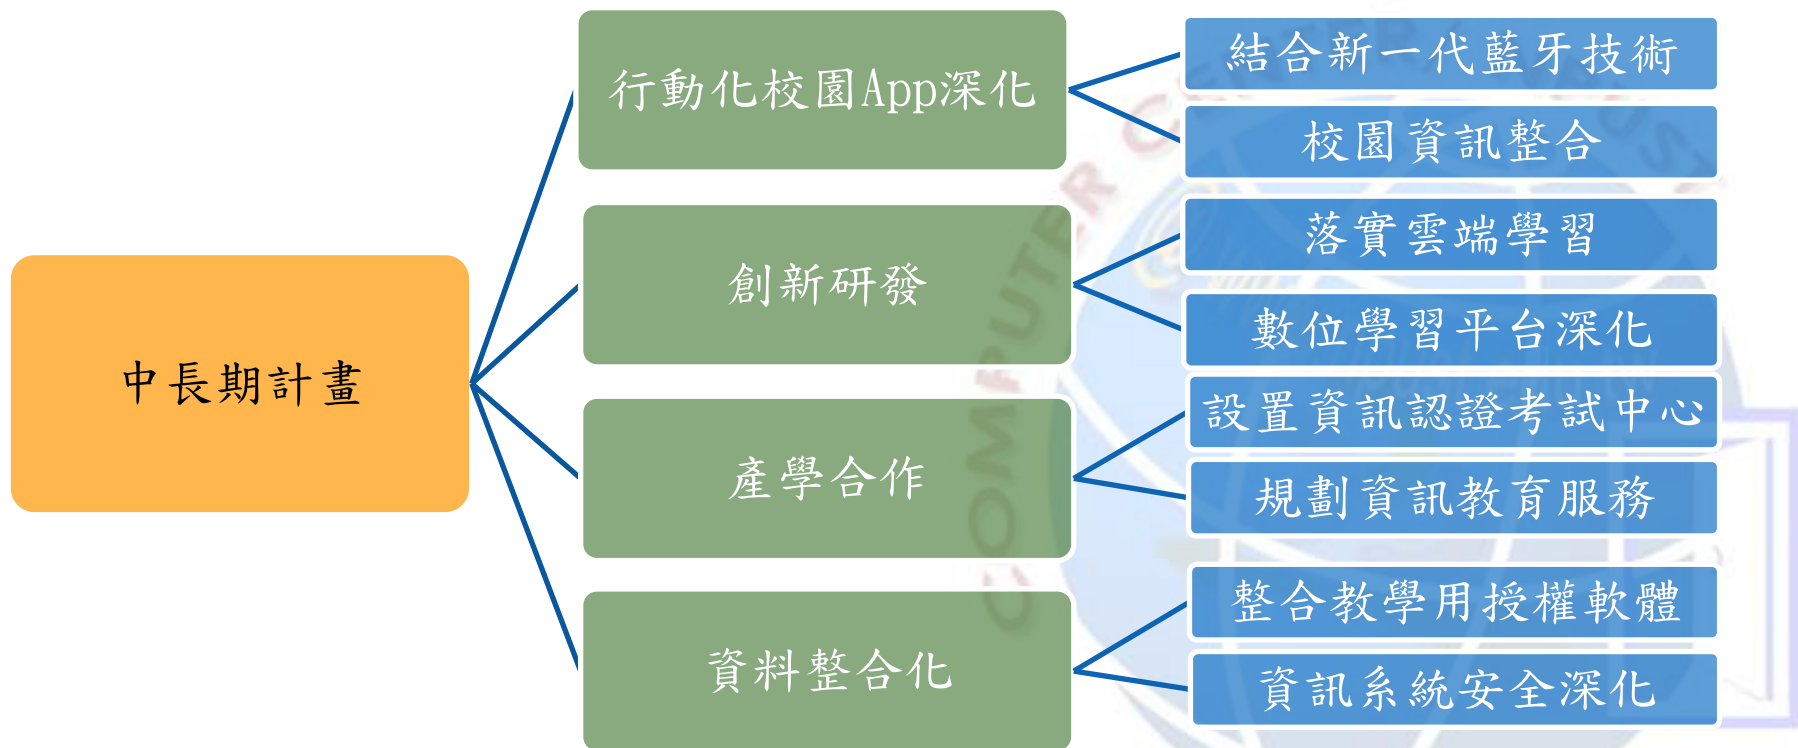 中長期計畫
行動化校園App深化
結合新一代藍牙技術
校園資訊整合
創新研發
落實雲端學習
數位學習平台深化
產學合作
設置資訊認證考試中心
規劃資訊教育服務
資料整合化
整合教學用授權軟體
資訊系統安全深化
COMPUTER CENTER